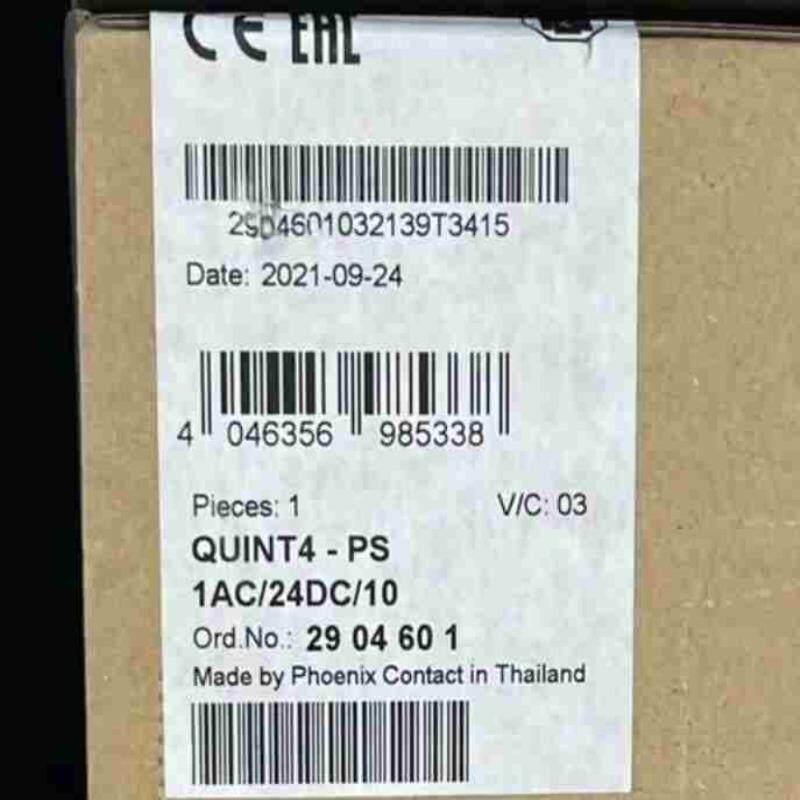 CE EAC
2904601032139T3415
Date: 2021-09-24
4 046356 985338
Pieces: 1 V/C: 03
QUINT4 - PS
1AC/24DC/10
Ord.No.: 29 04 60 1
Made by Phoenix Contact in Thailand